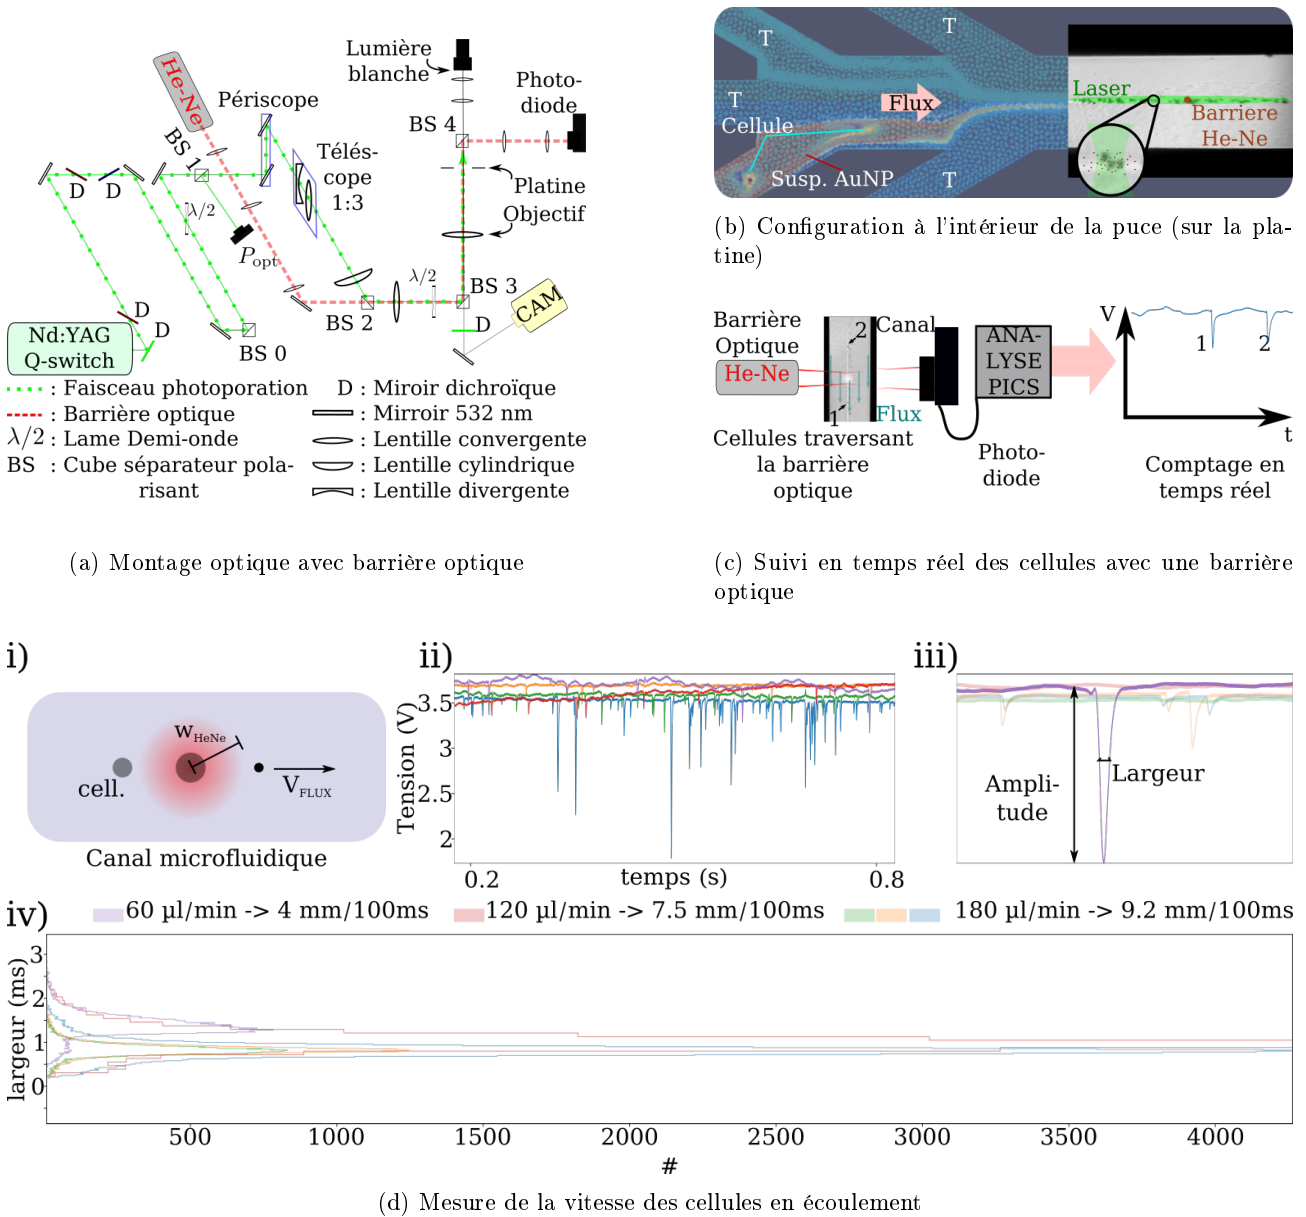 Lumière
blanche
He-Ne
Périscope
Photo-
diode
BS 4
BS 1
Télés-
cope
1:3
D
D
λ/2
Platine
Objectif
P_opt
λ/2
BS 3
BS 2
D
CAM
D
D
Nd:YAG
Q-switch
BS 0
: Faisceau photoporation
: Barrière optique
λ/2 : Lame Demi-onde
BS : Cube séparateur pola-
risant
D : Miroir dichroïque
: Mirroir 532 nm
: Lentille convergente
: Lentille cylindrique
: Lentille divergente
(a) Montage optique avec barrière optique
T
T
T
Flux
Cellule
Susp. AuNP
T
Laser
Barriere
He-Ne
(b) Configuration à l'intérieur de la puce (sur la pla-
tine)
Barrière
Optique
He-Ne
2
1
Canal
Flux
ANA-
LYSE
PICS
V
1
2
t
Cellules traversant
la barrière
optique
Photo-
diode
Comptage en
temps réel
(c) Suivi en temps réel des cellules avec une barrière
optique
i)
w_HeNe
cell.
V_FLUX
Canal microfluidique
ii)
Tension (V)
3.5
3
2.5
2
0.2
temps (s)
0.8
iii)
Ampli-
tude
Largeur
iv)
60 µl/min -> 4 mm/100ms
120 µl/min -> 7.5 mm/100ms
180 µl/min -> 9.2 mm/100ms
largeur (ms)
3
2
1
0
500
1000
1500
2000
2500
3000
3500
4000
#
(d) Mesure de la vitesse des cellules en écoulement